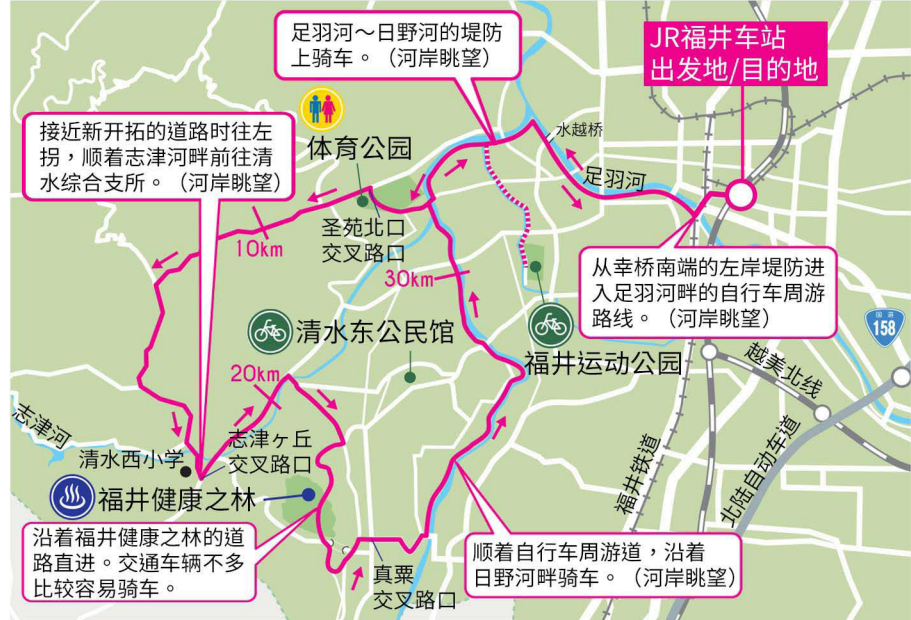 足羽河～日野河的堤防
上骑车。（河岸眺望）
JR福井车站
出发地/目的地
接近新开拓的道路时往左
拐，顺着志津河畔前往清
水综合支所。（河岸眺望）
体育公园
水越桥
足羽河
圣苑北口
交叉路口
10km
30km
从幸桥南端的左岸堤防进
入足羽河畔的自行车周游
路线。（河岸眺望）
国道
158
清水东公民馆
福井运动公园
越美北线
20km
志津河
志津ヶ丘
交叉路口
清水西小学
福井健康之林
福井铁道
北陆自动车道
沿着福井健康之林的道
路直进。交通车辆不多
比较容易骑车。
真粟
交叉路口
顺着自行车周游道，沿着
日野河畔骑车。（河岸眺望）